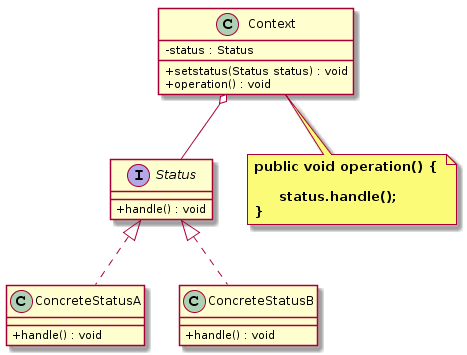 C Context
-status : Status
+setstatus(Status status) : void
+operation() : void
public void operation() {
status.handle();
}
I Status
+handle() : void
C ConcreteStatusA
+handle() : void
C ConcreteStatusB
+handle() : void